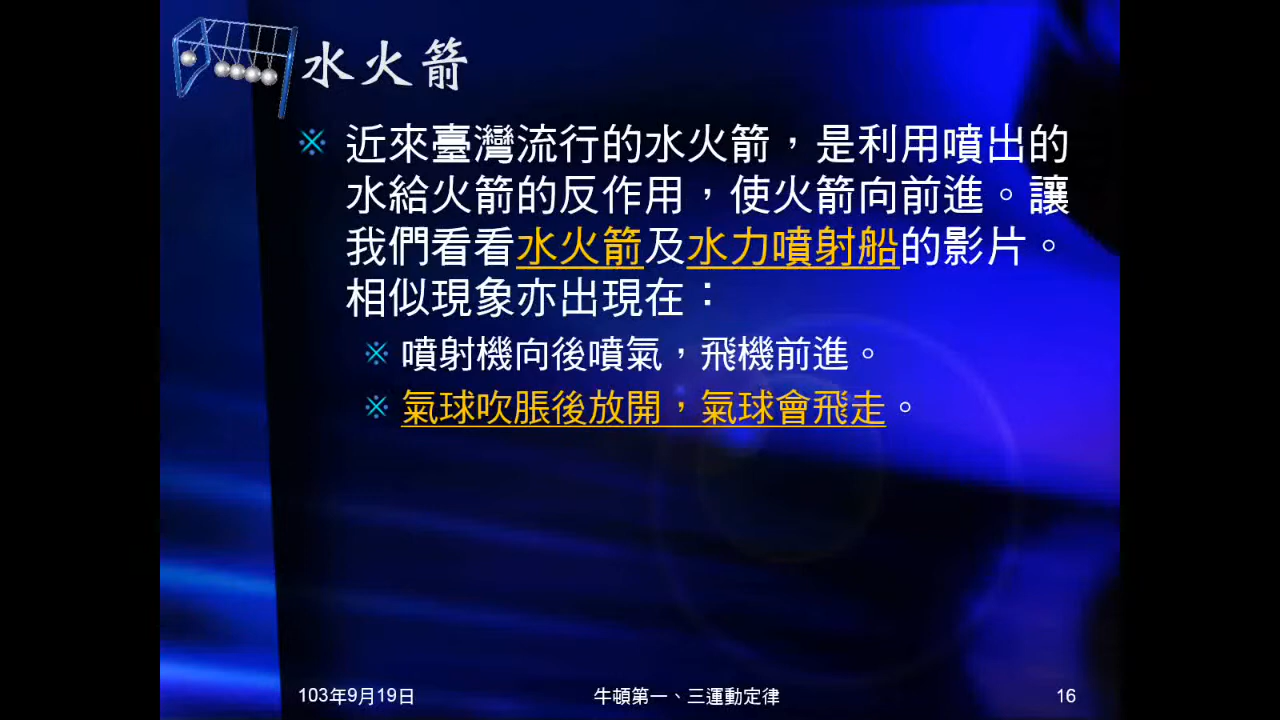 水火箭
※ 近來臺灣流行的水火箭，是利用噴出的
水給火箭的反作用，使火箭向前進。讓
我們看看水火箭及水力噴射船的影片。
相似現象亦出現在：
※ 噴射機向後噴氣，飛機前進。
※ 氣球吹脹後放開，氣球會飛走。
103年9月19日 牛頓第一、三運動定律 16